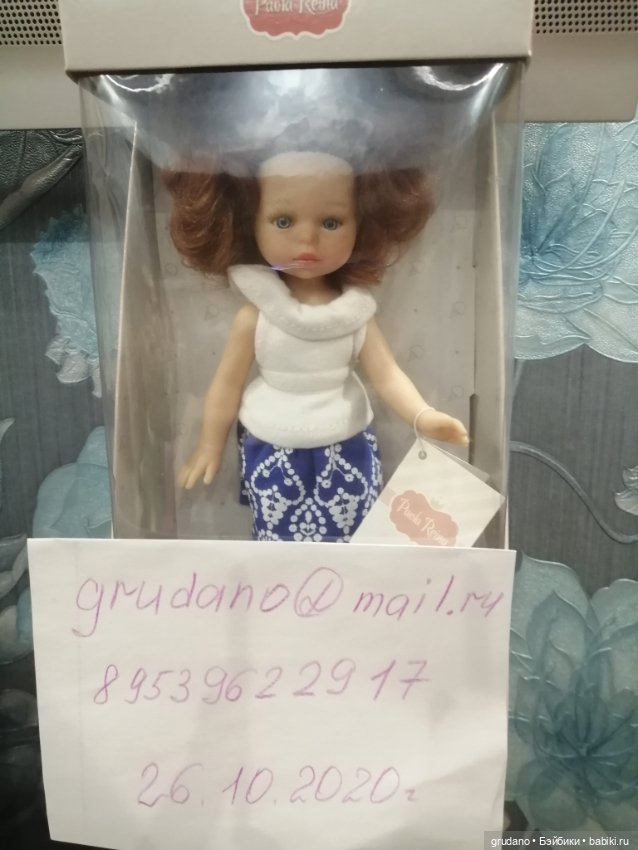 Paola Reina
Paola Reina
grudano@mail.ru
89539622917
26.10.2020г
grudano • Бэйбики • babiki.ru